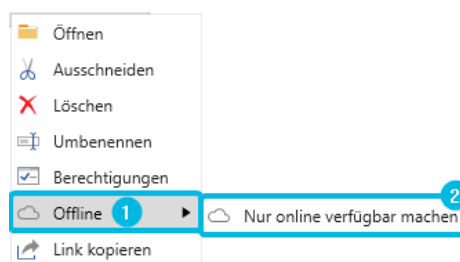 Öffnen
Ausschneiden
Löschen
Umbenennen
Berechtigungen
Offline 1
2
Nur online verfügbar machen
Link kopieren